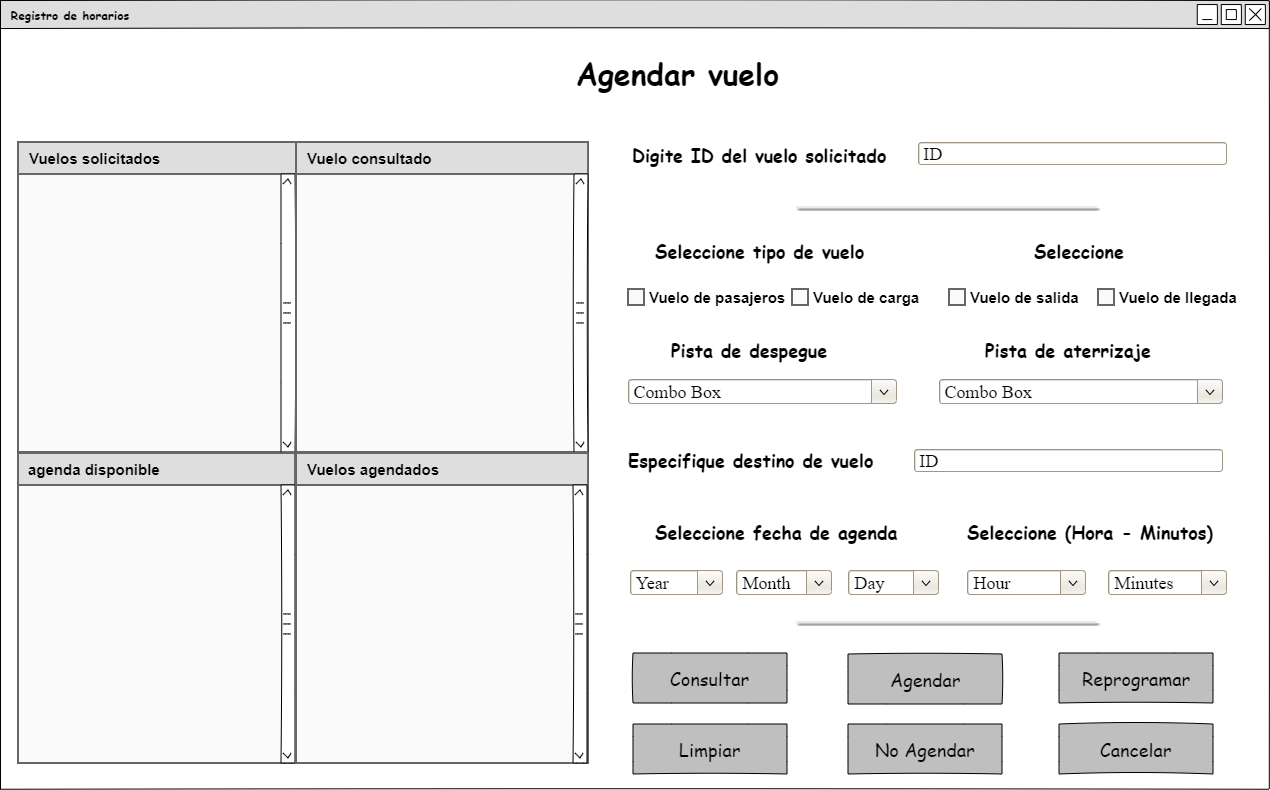 Registro de horarios
Agendar vuelo
Vuelos solicitados
Vuelo consultado
agenda disponible
Vuelos agendados
Digite ID del vuelo solicitado
ID
Seleccione tipo de vuelo
Seleccione
Vuelo de pasajeros
Vuelo de carga
Vuelo de salida
Vuelo de llegada
Pista de despegue
Pista de aterrizaje
Combo Box
Combo Box
Especifique destino de vuelo
ID
Seleccione fecha de agenda
Seleccione (Hora - Minutos)
Year
Month
Day
Hour
Minutes
Consultar
Agendar
Reprogramar
Limpiar
No Agendar
Cancelar